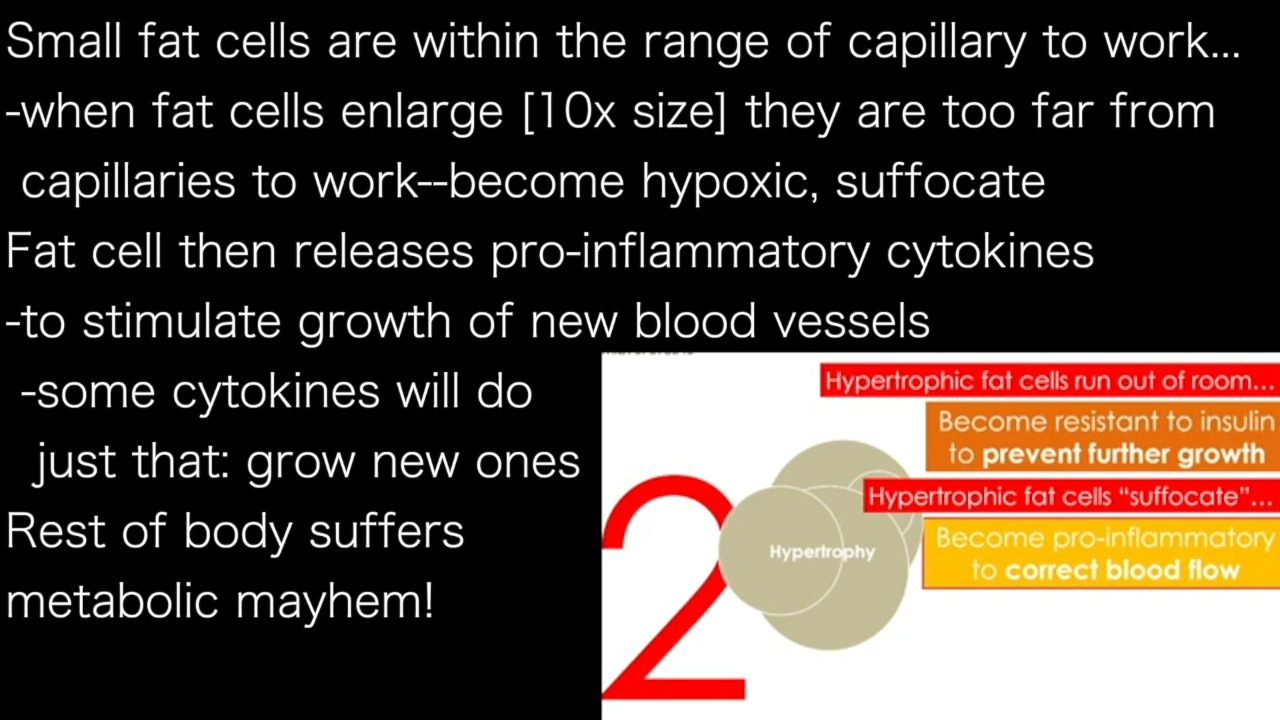 Small fat cells are within the range of capillary to work...
-when fat cells enlarge [10x size] they are too far from
capillaries to work--become hypoxic, suffocate
Fat cell then releases pro-inflammatory cytokines
-to stimulate growth of new blood vessels
-some cytokines will do
just that: grow new ones
Rest of body suffers
metabolic mayhem!
Hypertrophic fat cells run out of room...
Become resistant to insulin
to prevent further growth
Hypertrophic fat cells “suffocate”...
Become pro-inflammatory
to correct blood flow
2
Hypertrophy